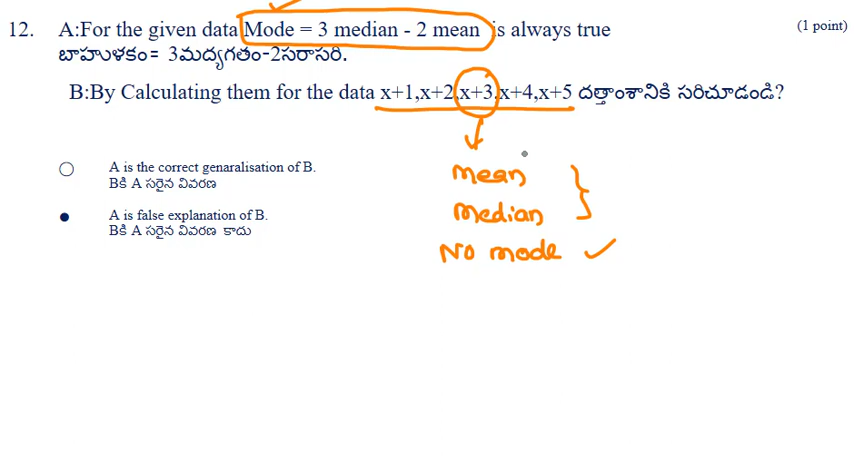 12. A:For the given data Mode = 3 median - 2 mean is always true (1 point)
బాహుళకం= 3మద్యగతం-2సరాసరి.
B:By Calculating them for the data x+1,x+2,x+3,x+4,x+5 దత్తాంశానికి సరిచూడండి?
mean
median
No mode
A is the correct genaralisation of B.
Bకి A సరైన వివరణ
A is false explanation of B.
Bకి A సరైన వివరణ కాదు